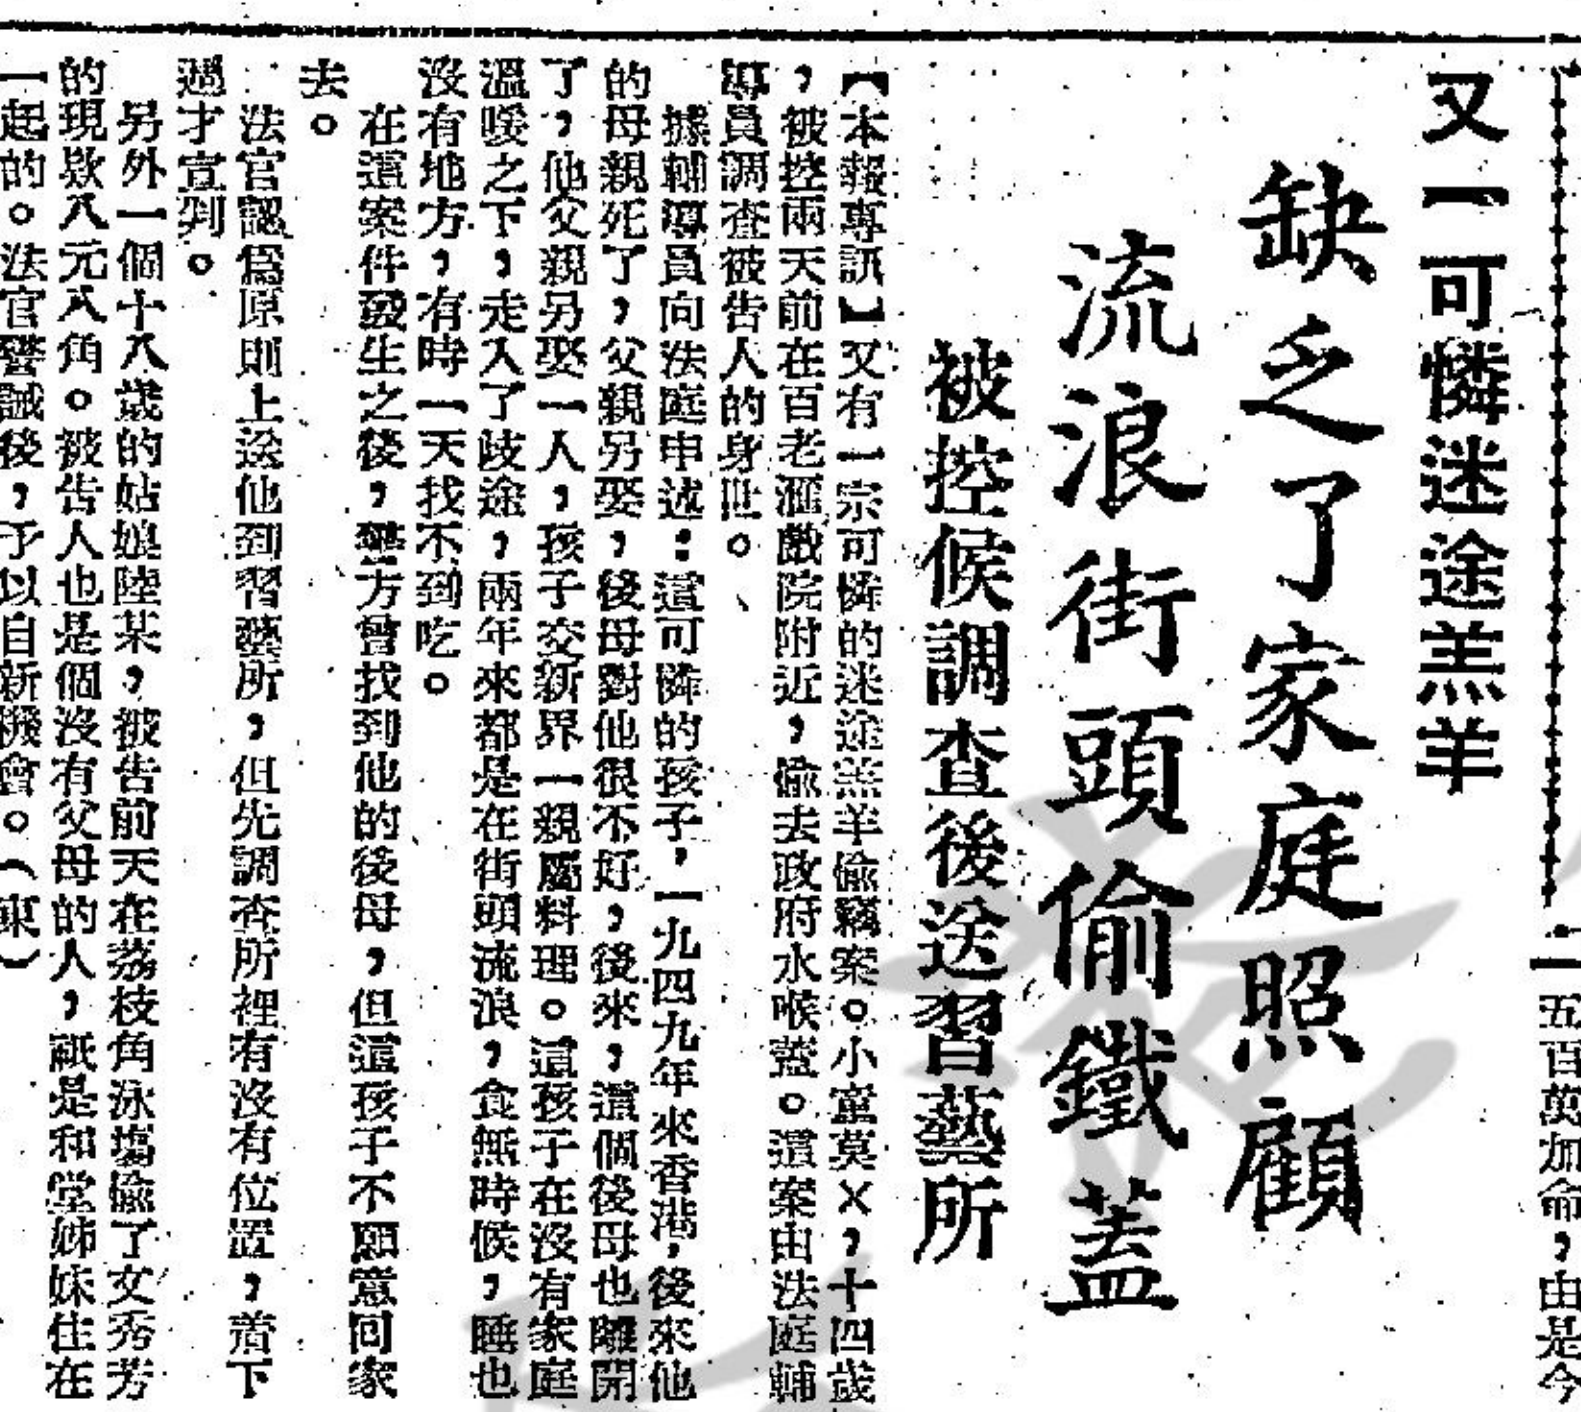 二五百萬加命，由是今
又一可憐迷途羔羊
缺乏了家庭照顧
流浪街頭偷鐵蓋
被控候調查後送習藝所
【本報專訊】又有一宗可憐的迷途羔羊偷竊案。小童莫×，十四歲
，被控兩天前在百老滙戲院附近，偷去政府水喉蓋。這案由法庭輔
導員調查被告人的身世。
據輔導員向法庭申述：這可憐的孩子，一九四九年來香港，後來他
的母親死了，父親另娶，後母對他很不好，後來，這個後母也離開
了，他父親另娶一人，孩子交新界一親屬料理。這孩子在沒有家庭
溫暖之下，走入了歧途，兩年來都是在街頭流浪，食無時候，睡也
沒有地方，有時一天找不到吃。
在這案件發生之後，警方曾找到他的後母，但這孩子不願意回家
去。
法官認爲原則上送他到習藝所，但先調查所裡有沒有位置，着下
週才宣判。
另外一個十八歲的姑娘陸某，被告前天在荔枝角泳塲偷了文秀芳
的現欵八元八角。被告人也是個沒有父母的人，祇是和堂姊妹住在
一起的。法官警誡後，予以自新機會。（東）